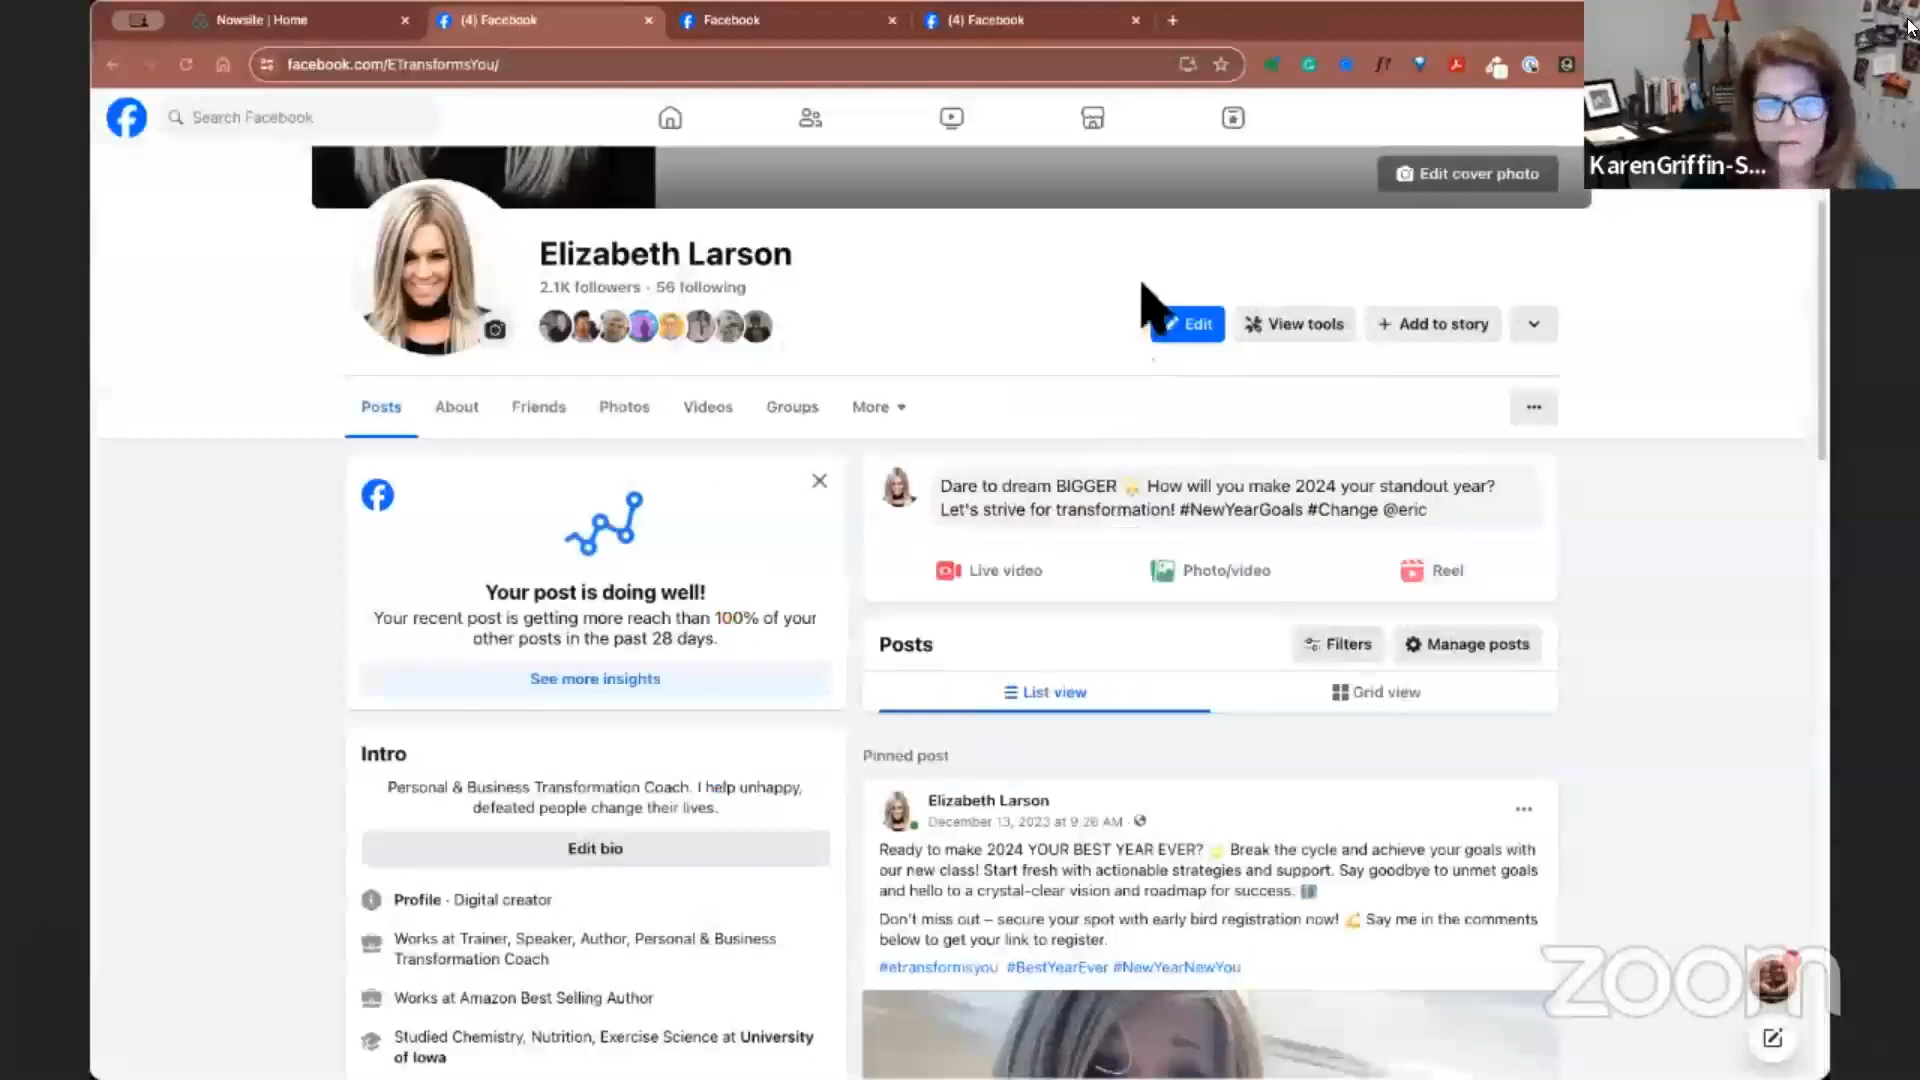 Nowsite | Home
(4) Facebook
Facebook
(4) Facebook
facebook.com/ETransformsYou/
Search Facebook
Edit cover photo
KarenGriffin-S...
Elizabeth Larson
2.1K followers · 56 following
Edit
View tools
+ Add to story
Posts
About
Friends
Photos
Videos
Groups
More
Your post is doing well!
Your recent post is getting more reach than 100% of your
other posts in the past 28 days.
See more insights
Dare to dream BIGGER 🌟 How will you make 2024 your standout year?
Let's strive for transformation! #NewYearGoals #Change @eric
Live video
Photo/video
Reel
Posts
Filters
Manage posts
List view
Grid view
Intro
Personal & Business Transformation Coach. I help unhappy,
defeated people change their lives.
Edit bio
Profile · Digital creator
Works at Trainer, Speaker, Author, Personal & Business
Transformation Coach
Works at Amazon Best Selling Author
Studied Chemistry, Nutrition, Exercise Science at University
of Iowa
Pinned post
Elizabeth Larson
December 13, 2023 at 9:26 AM ·
Ready to make 2024 YOUR BEST YEAR EVER? 🌟 Break the cycle and achieve your goals with
our new class! Start fresh with actionable strategies and support. Say goodbye to unmet goals
and hello to a crystal-clear vision and roadmap for success.
Don't miss out – secure your spot with early bird registration now! 💪 Say me in the comments
below to get your link to register.
#etransformsyou #BestYearEver #NewYearNewYou
zoom